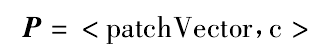 P = < patchVector, c >